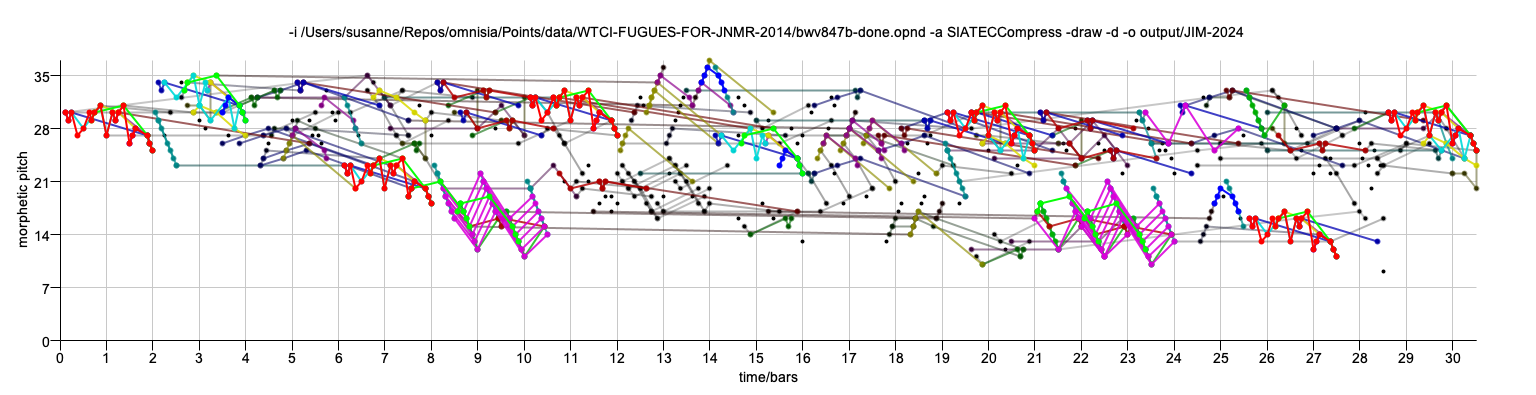 -i /Users/susanne/Repos/omnisia/Points/data/WTCI-FUGUES-FOR-JNMR-2014/bwv847b-done.opnd -a SIATECCompress -draw -d -o output/JIM-2024
35
28
21
14
7
0
morphetic pitch
0 1 2 3 4 5 6 7 8 9 10 11 12 13 14 15 16 17 18 19 20 21 22 23 24 25 26 27 28 29 30
time/bars